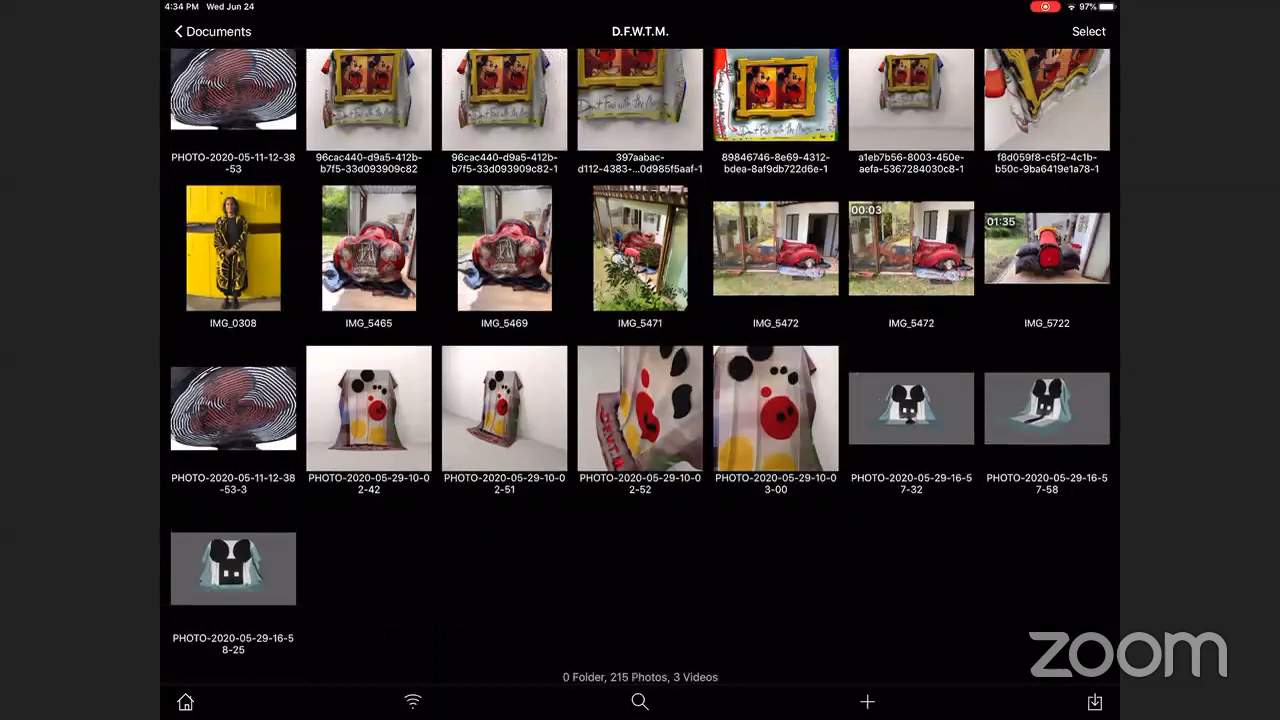 4:34 PM Wed Jun 24
97%
Documents
D.F.W.T.M.
Select
PHOTO-2020-05-11-12-38
-53
96cac440-d9a5-412b-
b7f5-33d093909c82
96cac440-d9a5-412b-
b7f5-33d093909c82-1
397aabac-
d112-4383-...0d985f5aaf-1
89846746-8e69-4312-
bdea-8af9db722d6e-1
a1eb7b56-8003-450e-
aefa-5367284030c8-1
f8d059f8-c5f2-4c1b-
b50c-9ba6419e1a78-1
00:03
01:35
IMG_0308
IMG_5465
IMG_5469
IMG_5471
IMG_5472
IMG_5472
IMG_5722
PHOTO-2020-05-11-12-38
-53-3
PHOTO-2020-05-29-10-0
2-42
PHOTO-2020-05-29-10-0
2-51
PHOTO-2020-05-29-10-0
2-52
PHOTO-2020-05-29-10-0
3-00
PHOTO-2020-05-29-16-5
7-32
PHOTO-2020-05-29-16-5
7-58
PHOTO-2020-05-29-16-5
8-25
0 Folder, 215 Photos, 3 Videos
zoom